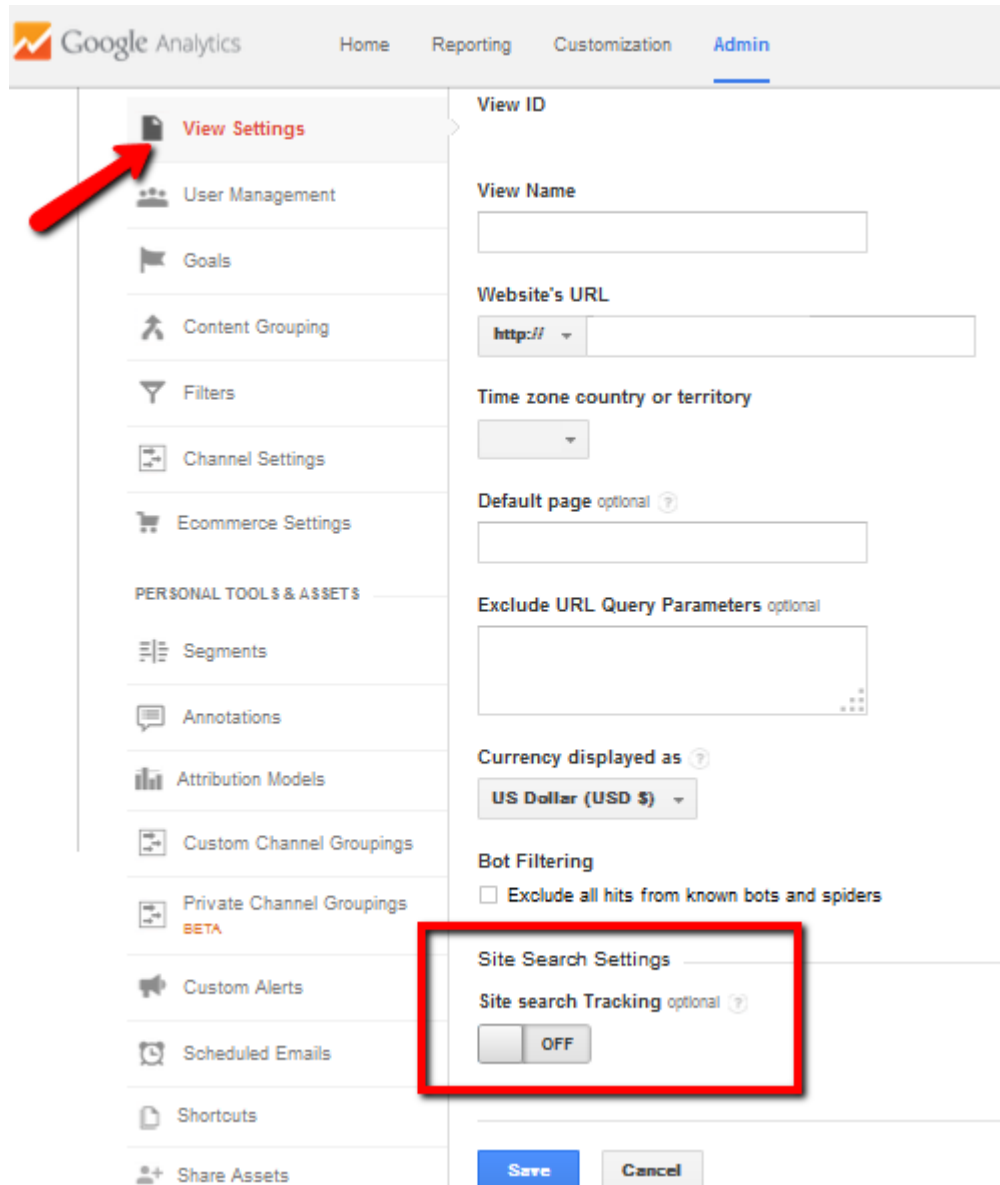 Google Analytics
Home
Reporting
Customization
Admin
View Settings
User Management
Goals
Content Grouping
Filters
Channel Settings
Ecommerce Settings
PERSONAL TOOLS & ASSETS
Segments
Annotations
Attribution Models
Custom Channel Groupings
Private Channel Groupings
BETA
Custom Alerts
Scheduled Emails
Shortcuts
Share Assets
View ID
View Name
Website's URL
http://
Time zone country or territory
Default page optional ?
Exclude URL Query Parameters optional
Currency displayed as ?
US Dollar (USD $)
Bot Filtering
Exclude all hits from known bots and spiders
Site Search Settings
Site search Tracking optional ?
OFF
Save
Cancel